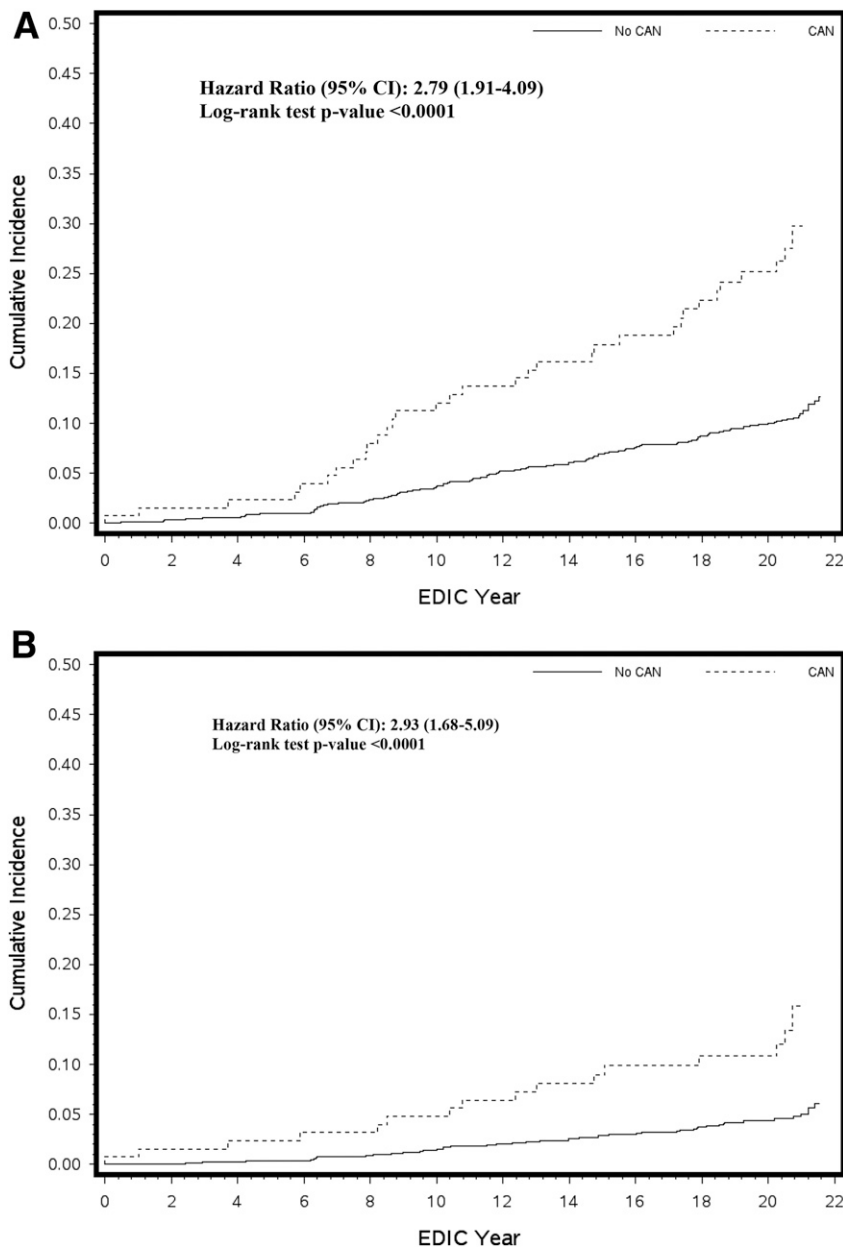 A
No CAN CAN
Hazard Ratio (95% CI): 2.79 (1.91-4.09)
Log-rank test p-value <0.0001
Cumulative Incidence
0.50
0.45
0.40
0.35
0.30
0.25
0.20
0.15
0.10
0.05
0.00
0 2 4 6 8 10 12 14 16 18 20 22
EDIC Year
B
No CAN CAN
Hazard Ratio (95% CI): 2.93 (1.68-5.09)
Log-rank test p-value <0.0001
Cumulative Incidence
0.50
0.45
0.40
0.35
0.30
0.25
0.20
0.15
0.10
0.05
0.00
0 2 4 6 8 10 12 14 16 18 20 22
EDIC Year